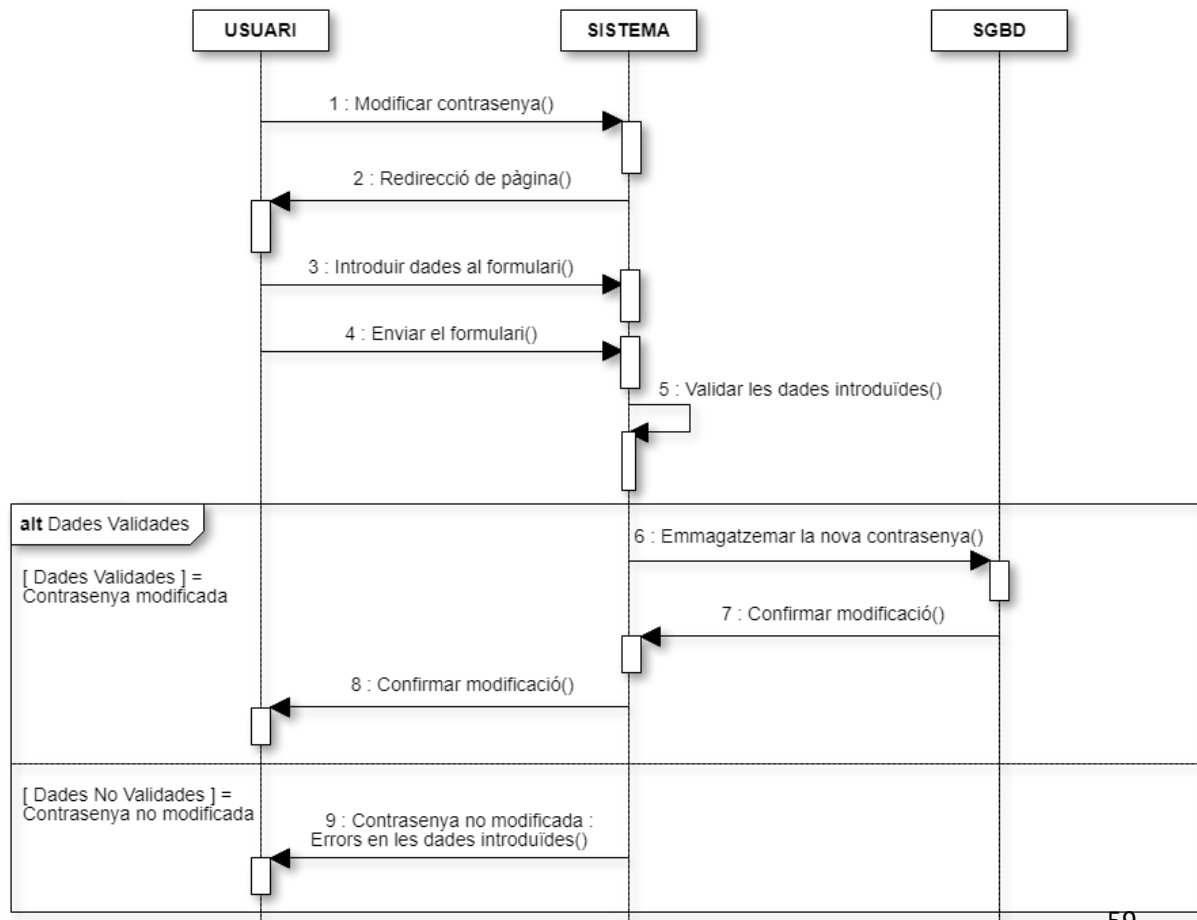 USUARI
SISTEMA
SGBD
1 : Modificar contrasenya()
2 : Redirecció de pàgina()
3 : Introduir dades al formulari()
4 : Enviar el formulari()
5 : Validar les dades introduïdes()
alt Dades Validades
6 : Emmagatzemar la nova contrasenya()
[ Dades Validades ] =
Contrasenya modificada
7 : Confirmar modificació()
8 : Confirmar modificació()
[ Dades No Validades ] =
Contrasenya no modificada
9 : Contrasenya no modificada :
Errors en les dades introduïdes()